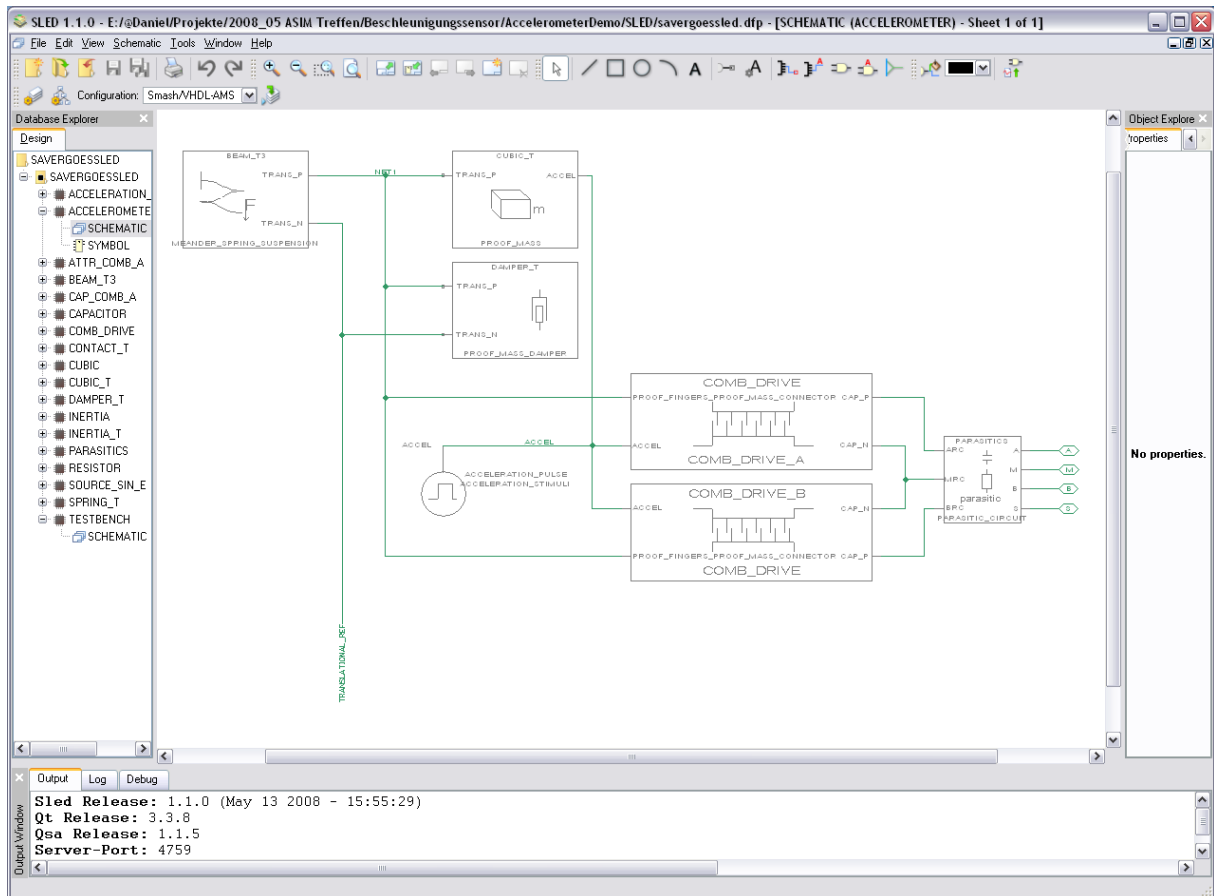 SLED 1.1.0 - E:/@Daniel/Projekte/2008_05 ASIM Treffen/Beschleunigungssensor/AccelerometerDemo/SLED/savergoessled.dfp - [SCHEMATIC (ACCELEROMETER) - Sheet 1 of 1]
File Edit View Schematic Tools Window Help
Configuration: Smash/VHDL-AMS
Database Explorer
Design
SAVERGOESSLED
SAVERGOESSLED
ACCELERATION_
ACCELEROMETE
SCHEMATIC
SYMBOL
ATTR_COMB_A
BEAM_T3
CAP_COMB_A
CAPACITOR
COMB_DRIVE
CONTACT_T
CUBIC
CUBIC_T
DAMPER_T
INERTIA
INERTIA_T
PARASITICS
RESISTOR
SOURCE_SIN_E
SPRING_T
TESTBENCH
SCHEMATIC
BEAM_T3
TRANS_P
F
TRANS_N
MEANDER_SPRING_SUSPENSION
NET1
CUBIC_T
TRANS_P ACCEL
m
PROOF_MASS
DAMPER_T
TRANS_P
TRANS_N
PROOF_MASS_DAMPER
COMB_DRIVE
PROOF_FINGERS_PROOF_MASS_CONNECTOR CAP_P
ACCEL CAP_N
COMB_DRIVE_A
ACCEL ACCEL
ACCELERATION_PULSE
ACCELERATION_STIMULI
COMB_DRIVE_B
ACCEL CAP_N
PROOF_FINGERS_PROOF_MASS_CONNECTOR CAP_P
COMB_DRIVE
PARASITICS
ARC A
MRC M
B
parasitic
BRC S
PARASITIC_CIRCUIT
A
M
B
S
TRANSLATIONAL_REF
Object Explore
Properties
No properties.
Output Window
Output Log Debug
Sled Release: 1.1.0 (May 13 2008 - 15:55:29)
Qt Release: 3.3.8
Qsa Release: 1.1.5
Server-Port: 4759